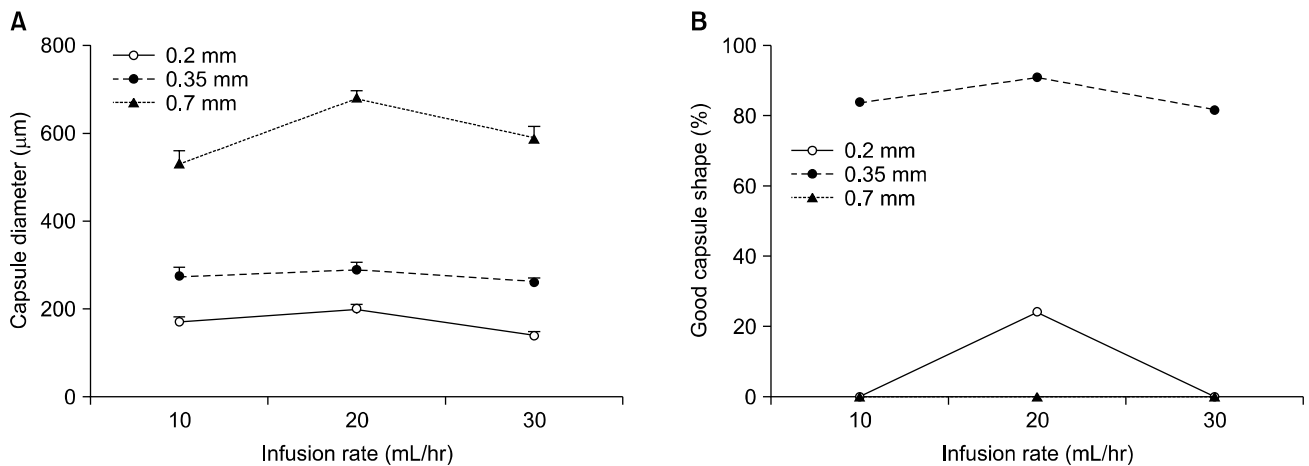 A
800
600
400
200
0
Capsule diameter (μm)
0.2 mm
0.35 mm
0.7 mm
10 20 30
Infusion rate (mL/hr)
B
100
80
60
40
20
0
Good capsule shape (%)
0.2 mm
0.35 mm
0.7 mm
10 20 30
Infusion rate (mL/hr)